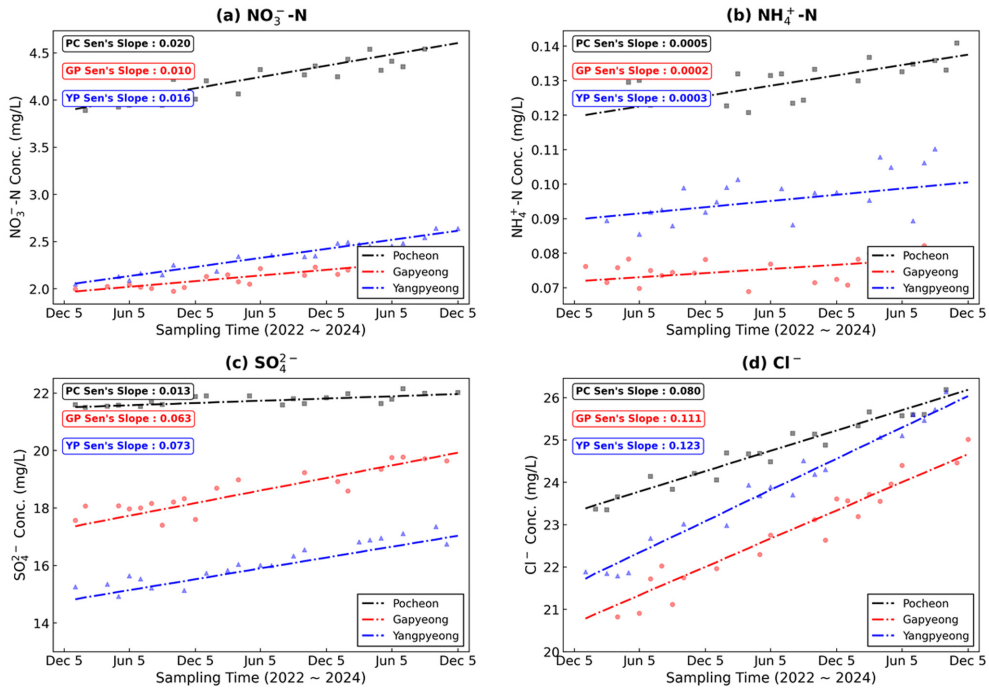 (a) NO₃⁻-N
PC Sen's Slope : 0.020
GP Sen's Slope : 0.010
YP Sen's Slope : 0.016
NO₃⁻-N Conc. (mg/L)
4.5
4.0
3.5
3.0
2.5
2.0
Pocheon
Gapyeong
Yangpyeong
Dec 5 Jun 5 Dec 5 Jun 5 Dec 5 Jun 5 Dec 5
Sampling Time (2022 ~ 2024)
(b) NH₄⁺-N
PC Sen's Slope : 0.0005
GP Sen's Slope : 0.0002
YP Sen's Slope : 0.0003
NH₄⁺-N Conc. (mg/L)
0.14
0.13
0.12
0.11
0.10
0.09
0.08
0.07
Pocheon
Gapyeong
Yangpyeong
Dec 5 Jun 5 Dec 5 Jun 5 Dec 5 Jun 5 Dec 5
Sampling Time (2022 ~ 2024)
(c) SO₄²⁻
PC Sen's Slope : 0.013
GP Sen's Slope : 0.063
YP Sen's Slope : 0.073
SO₄²⁻ Conc. (mg/L)
22
20
18
16
14
13
Pocheon
Gapyeong
Yangpyeong
Dec 5 Jun 5 Dec 5 Jun 5 Dec 5 Jun 5 Dec 5
Sampling Time (2022 ~ 2024)
(d) Cl⁻
PC Sen's Slope : 0.080
GP Sen's Slope : 0.111
YP Sen's Slope : 0.123
Cl⁻ Conc. (mg/L)
26
25
24
23
22
21
20
Pocheon
Gapyeong
Yangpyeong
Dec 5 Jun 5 Dec 5 Jun 5 Dec 5 Jun 5 Dec 5
Sampling Time (2022 ~ 2024)